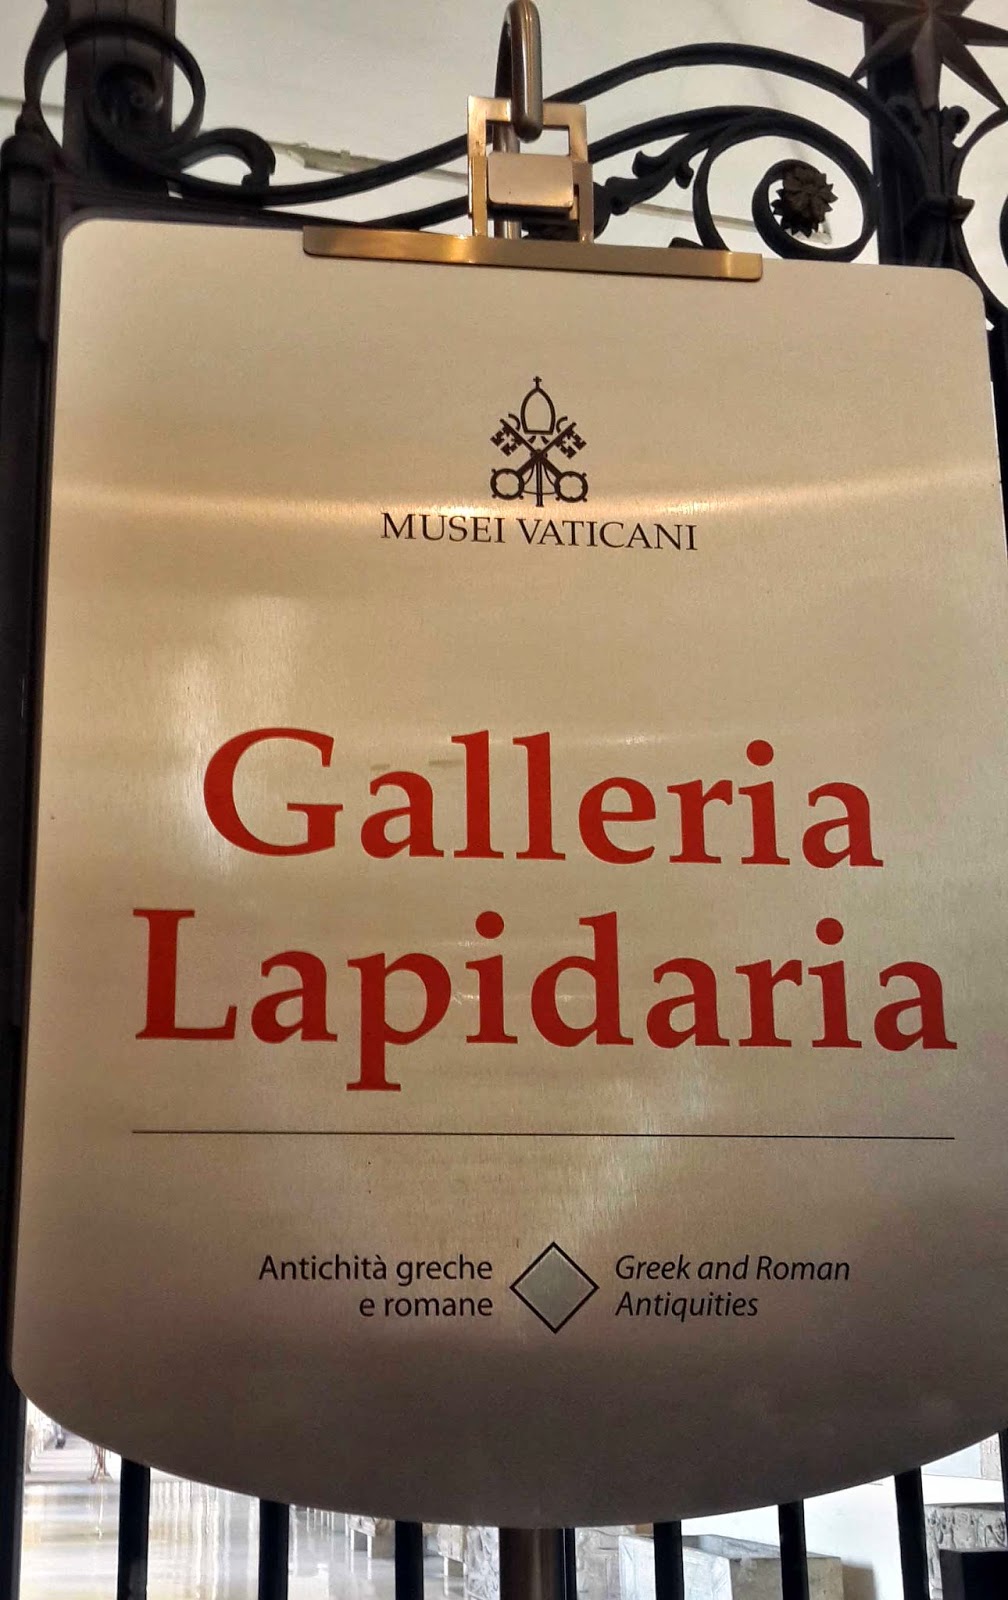 MUSEI VATICANI
Galleria
Lapidaria
Antichità greche
e romane
Greek and Roman
Antiquities